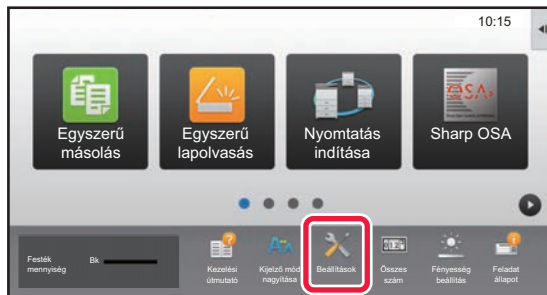 10:15
Egyszerű
másolás
Egyszerű
lapolvasás
Nyomtatás
indítása
OSA
Sharp OSA
Festék
mennyiség
Bk
Kezelési
útmutató
Kijelző mód
nagyítása
Beállítások
Összes
szám
Fényesség
beállítás
Feladat
állapot